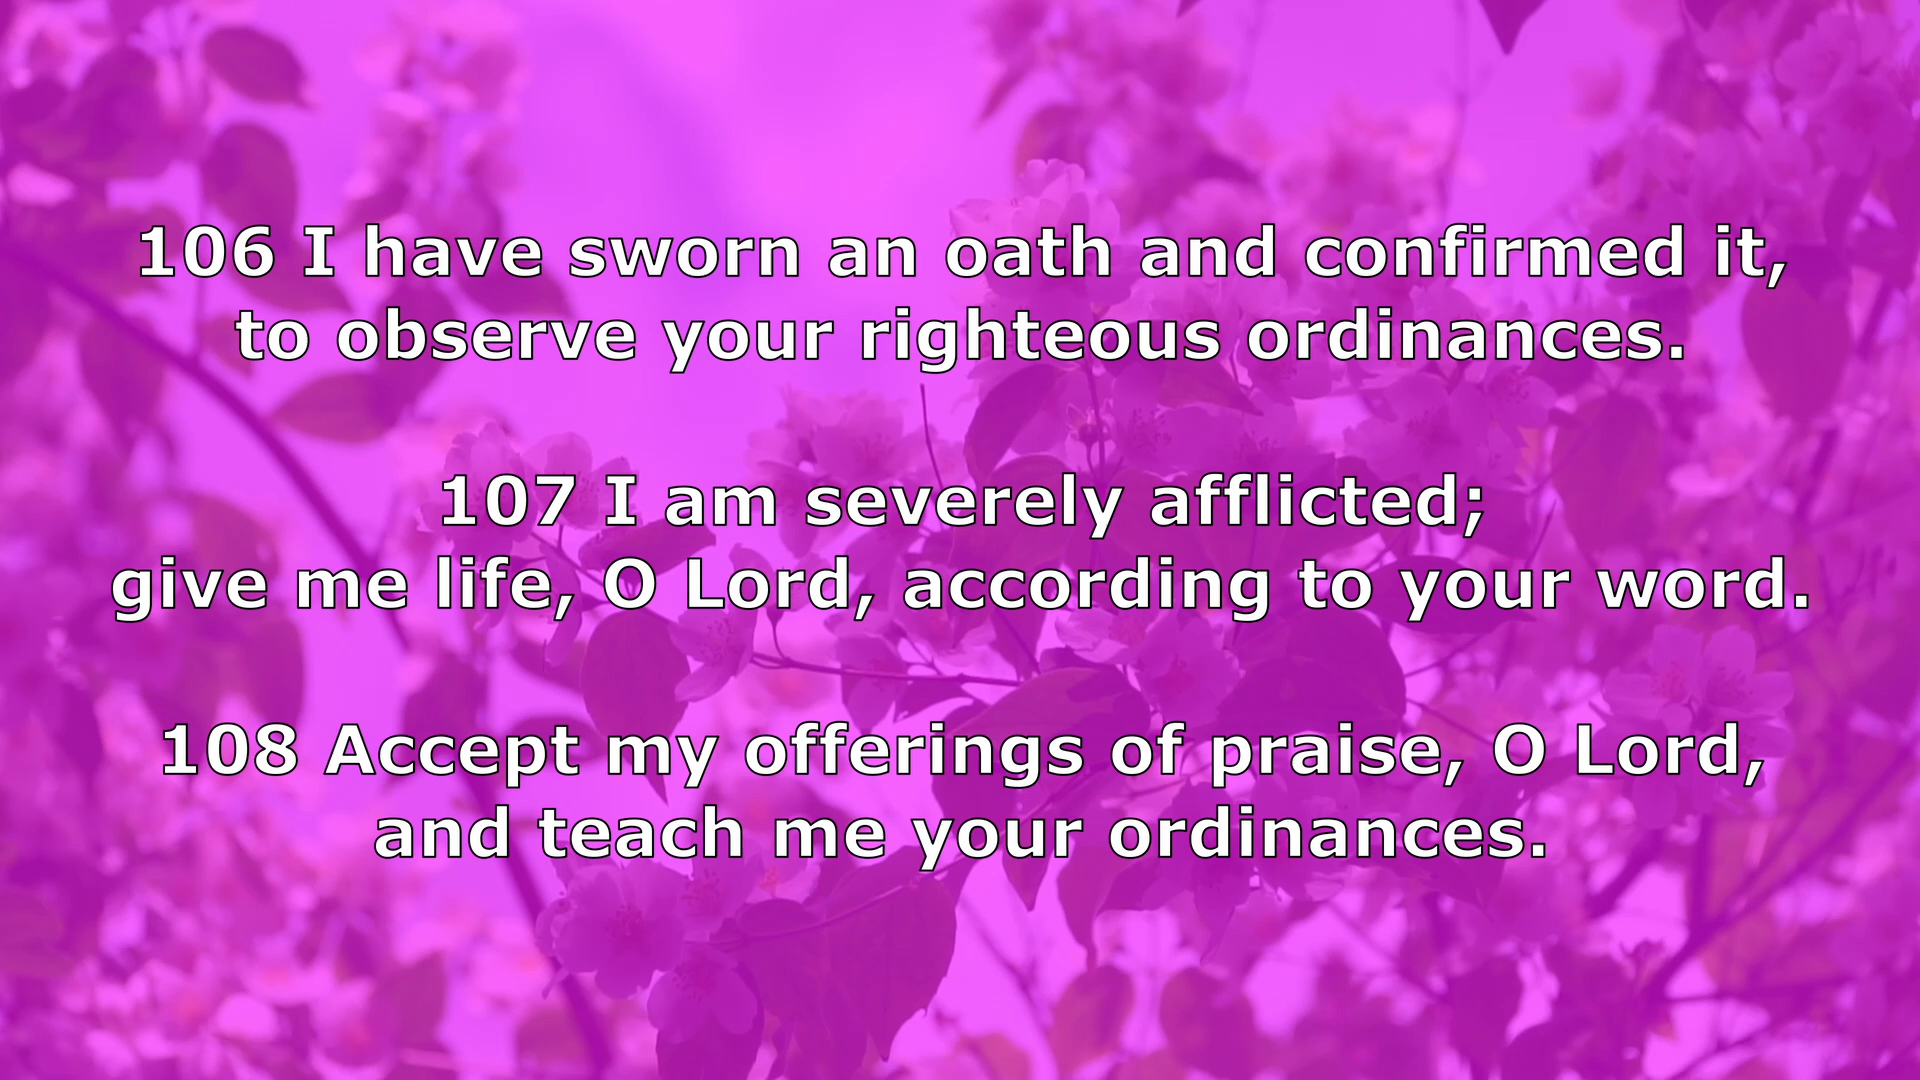 106 I have sworn an oath and confirmed it,
to observe your righteous ordinances.
107 I am severely afflicted;
give me life, O Lord, according to your word.
108 Accept my offerings of praise, O Lord,
and teach me your ordinances.